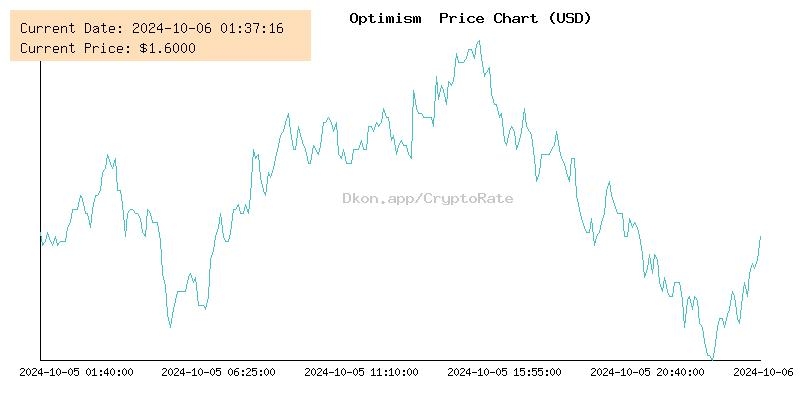 Optimism  Price Chart (USD)
Current Date: 2024-10-06 01:37:16
Current Price: $1.6000
Dkon.app/CryptoRate
2024-10-05 01:40:00 2024-10-05 06:25:00 2024-10-05 11:10:00 2024-10-05 15:55:00 2024-10-05 20:40:00 2024-10-06